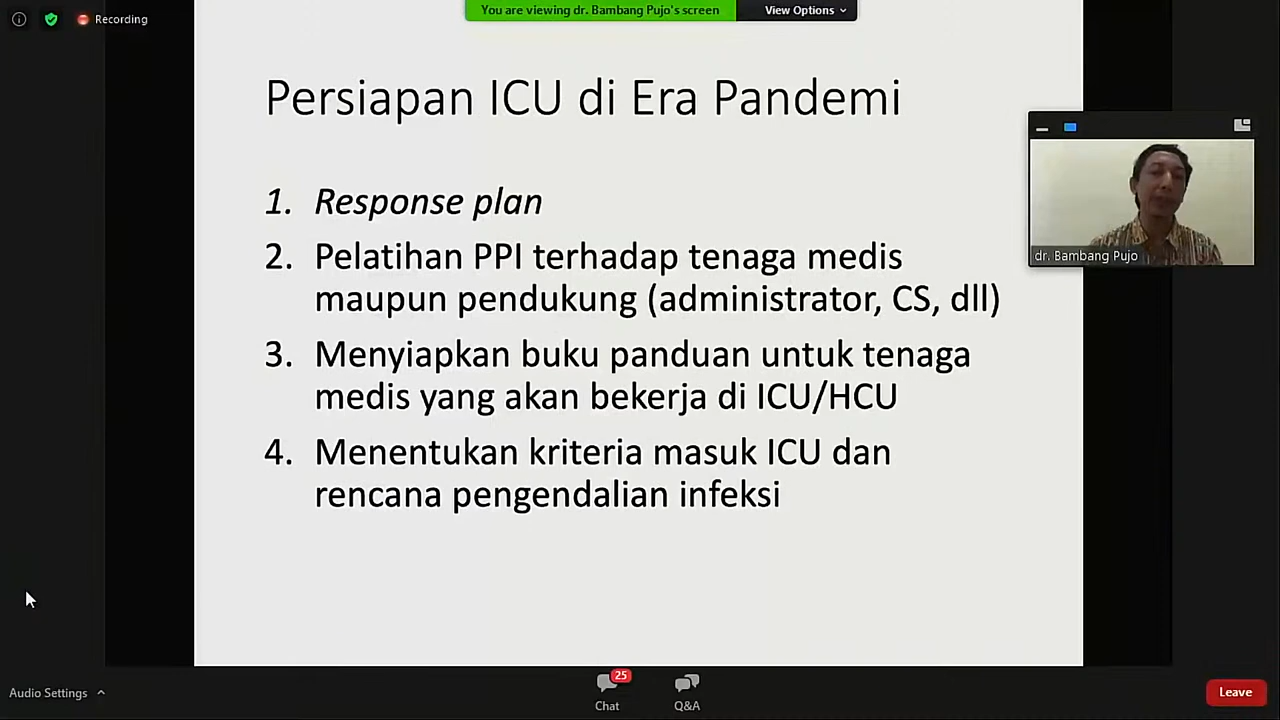 Recording
You are viewing dr. Bambang Pujo's screen
View Options
Persiapan ICU di Era Pandemi
1. Response plan
2. Pelatihan PPI terhadap tenaga medis
maupun pendukung (administrator, CS, dll)
3. Menyiapkan buku panduan untuk tenaga
medis yang akan bekerja di ICU/HCU
4. Menentukan kriteria masuk ICU dan
rencana pengendalian infeksi
dr. Bambang Pujo
Audio Settings
25
Chat
Q&A
Leave